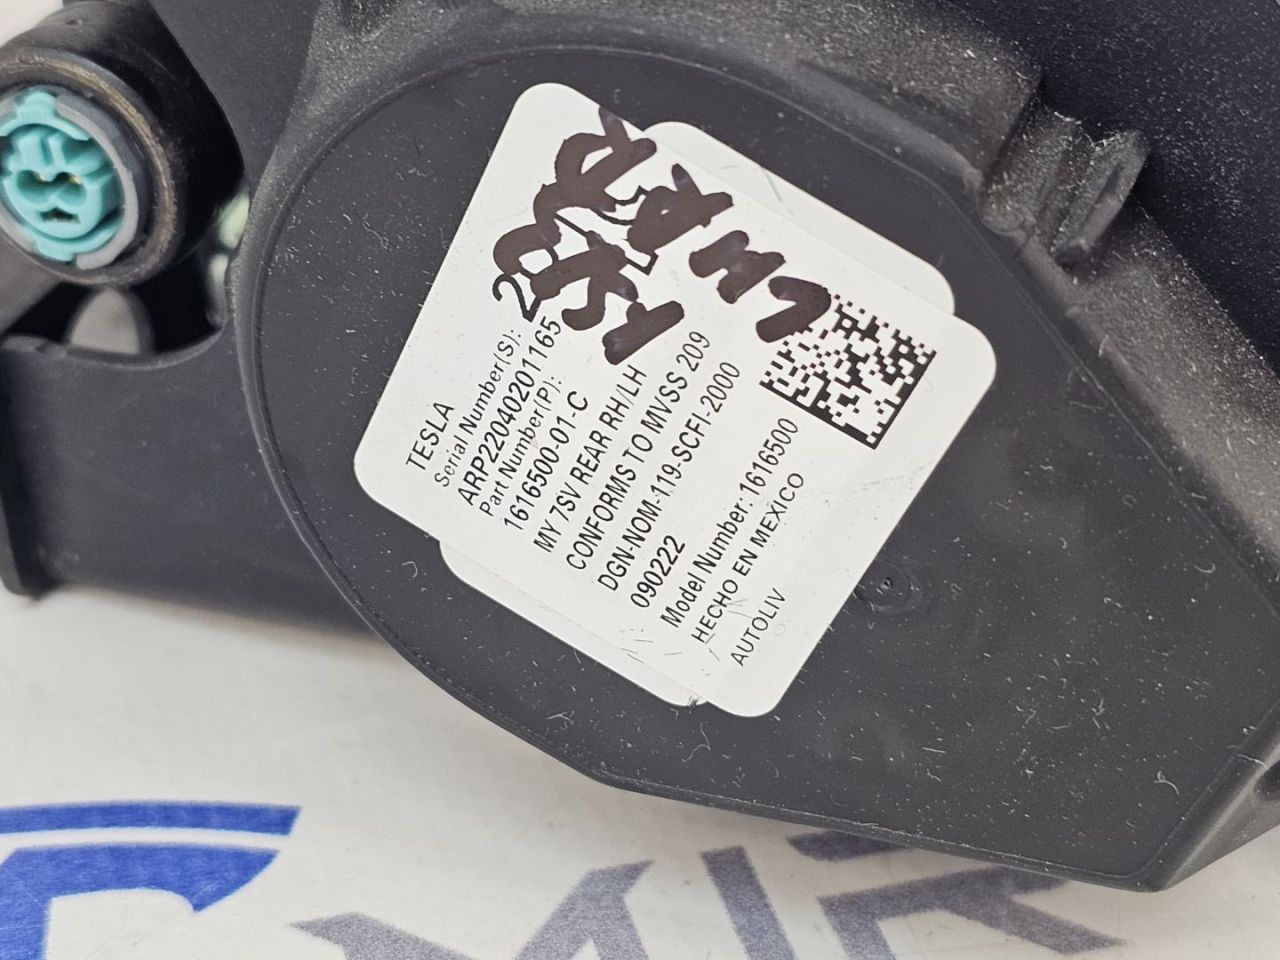 TESLA
Serial Number(S):
ARP22040201165
Part Number(P):
1616500-01-C
MY 7SV REAR RH/LH
CONFORMS TO MVSS 209
DGN-NOM-119-SCFI-2000
090222
Model Number: 1616500
HECHO EN MEXICO
AUTOLIV